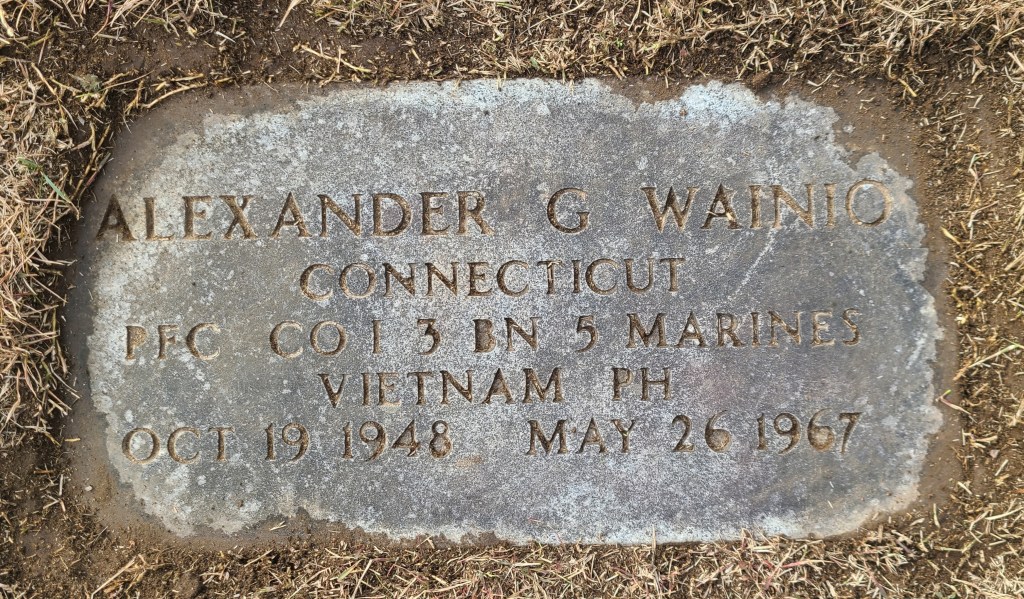 ALEXANDER G WAINIO
CONNECTICUT
PFC CO I 3 BN 5 MARINES
VIETNAM PH
OCT 19 1948 MAY 26 1967